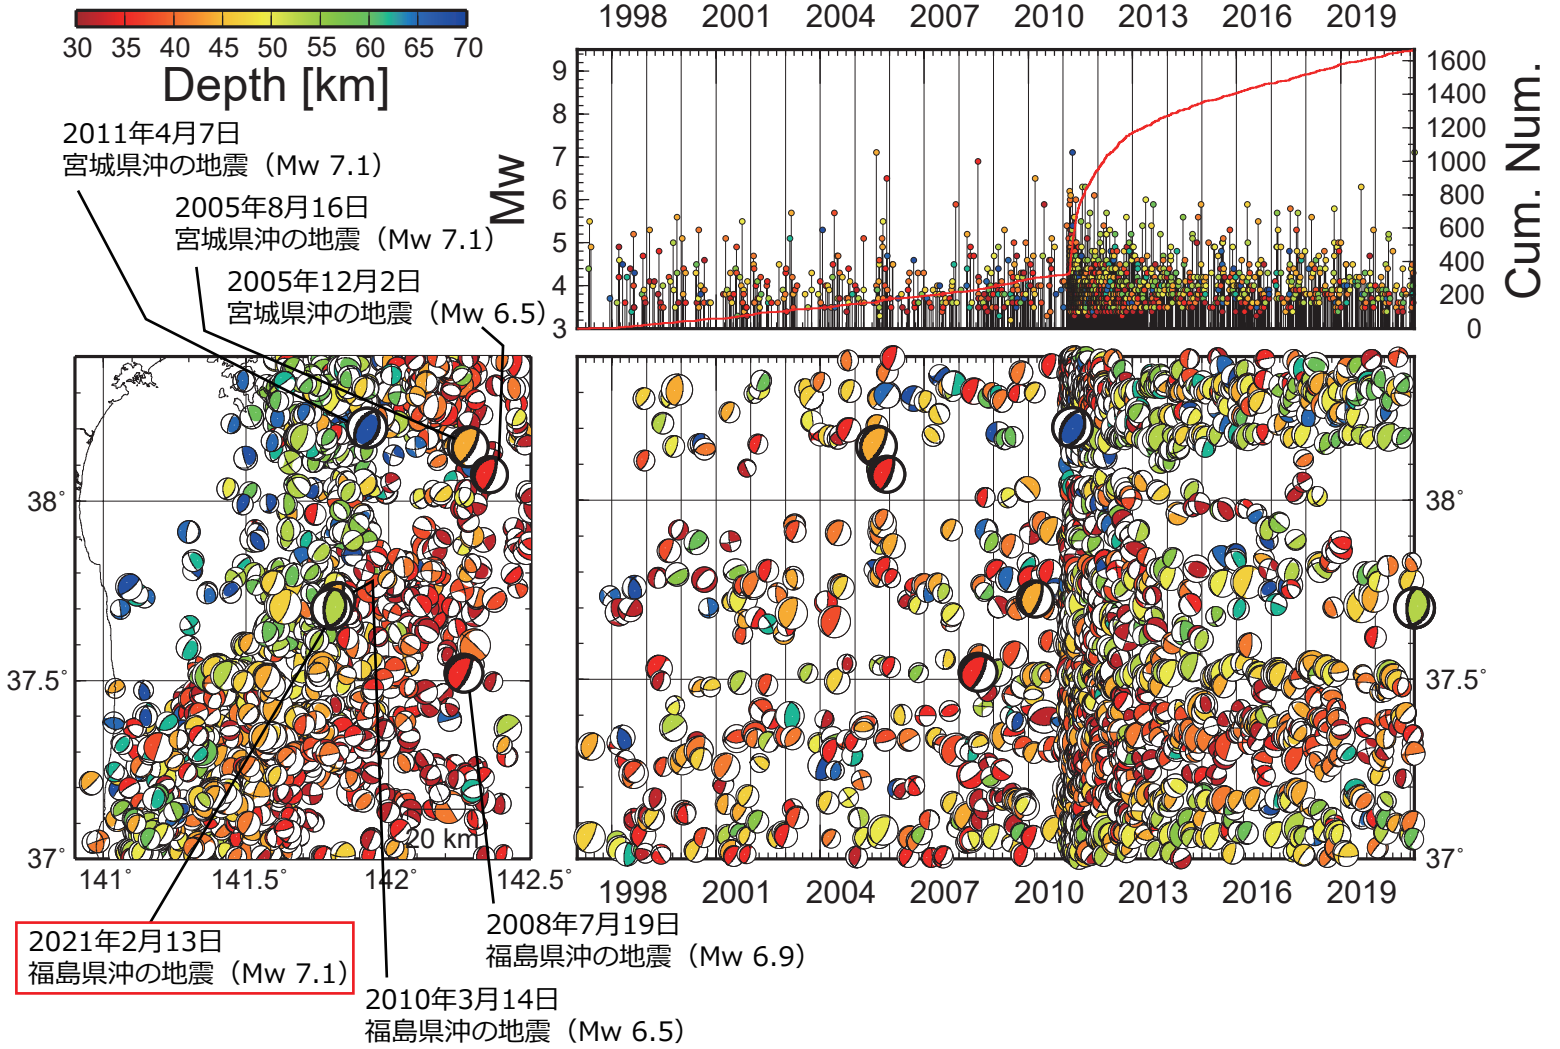 30 35 40 45 50 55 60 65 70
Depth [km]
2011年4月7日
宮城県沖の地震（Mw 7.1）
2005年8月16日
宮城県沖の地震（Mw 7.1）
2005年12月2日
宮城県沖の地震（Mw 6.5）
1998 2001 2004 2007 2010 2013 2016 2019
Mw
9
8
7
6
5
4
3
1600
1400
1200
1000
800
600
400
200
0
Cum. Num.
38°
37.5°
37°
141° 141.5° 142° 142.5°
20 km
38°
37.5°
37°
1998 2001 2004 2007 2010 2013 2016 2019
2021年2月13日
福島県沖の地震（Mw 7.1）
2008年7月19日
福島県沖の地震（Mw 6.9）
2010年3月14日
福島県沖の地震（Mw 6.5）